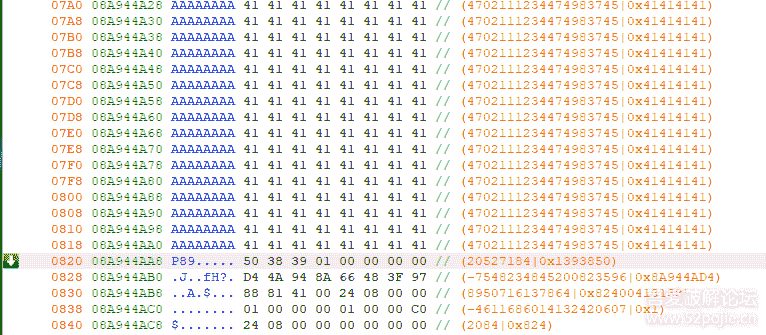 07A0 08A944A28 AAAAAAAA 41 41 41 41 41 41 41 41 // (4702111234474983745|0x41414141)
07A8 08A944A30 AAAAAAAA 41 41 41 41 41 41 41 41 // (4702111234474983745|0x41414141)
07B0 08A944A38 AAAAAAAA 41 41 41 41 41 41 41 41 // (4702111234474983745|0x41414141)
07B8 08A944A40 AAAAAAAA 41 41 41 41 41 41 41 41 // (4702111234474983745|0x41414141)
07C0 08A944A48 AAAAAAAA 41 41 41 41 41 41 41 41 // (4702111234474983745|0x41414141)
07C8 08A944A50 AAAAAAAA 41 41 41 41 41 41 41 41 // (4702111234474983745|0x41414141)
07D0 08A944A58 AAAAAAAA 41 41 41 41 41 41 41 41 // (4702111234474983745|0x41414141)
07D8 08A944A60 AAAAAAAA 41 41 41 41 41 41 41 41 // (4702111234474983745|0x41414141)
07E0 08A944A68 AAAAAAAA 41 41 41 41 41 41 41 41 // (4702111234474983745|0x41414141)
07E8 08A944A70 AAAAAAAA 41 41 41 41 41 41 41 41 // (4702111234474983745|0x41414141)
07F0 08A944A78 AAAAAAAA 41 41 41 41 41 41 41 41 // (4702111234474983745|0x41414141)
07F8 08A944A80 AAAAAAAA 41 41 41 41 41 41 41 41 // (4702111234474983745|0x41414141)
0800 08A944A88 AAAAAAAA 41 41 41 41 41 41 41 41 // (4702111234474983745|0x41414141)
0808 08A944A90 AAAAAAAA 41 41 41 41 41 41 41 41 // (4702111234474983745|0x41414141)
0810 08A944A98 AAAAAAAA 41 41 41 41 41 41 41 41 // (4702111234474983745|0x41414141)
0818 08A944AA0 AAAAAAAA 41 41 41 41 41 41 41 41 // (4702111234474983745|0x41414141)
0820 08A944AA8 P89..... 50 38 39 01 00 00 00 00 // (20527184|0x1393850)
0828 08A944AB0 .J..fH?. D4 4A 94 8A 66 48 3F 97 // (-7548234845200823596|0x8A944AD4)
0830 08A944AB8 ..A.$... 88 81 41 00 24 08 00 00 // (8950716137864|0x82400418188)
0838 08A944AC0 ........ 01 00 00 00 01 00 00 C0 // (-4611686014132420607|0x1)
0840 08A944AC8 $....... 24 08 00 00 00 00 00 00 // (2084|0x824)
吾爱破解论坛
www.52pojie.cn